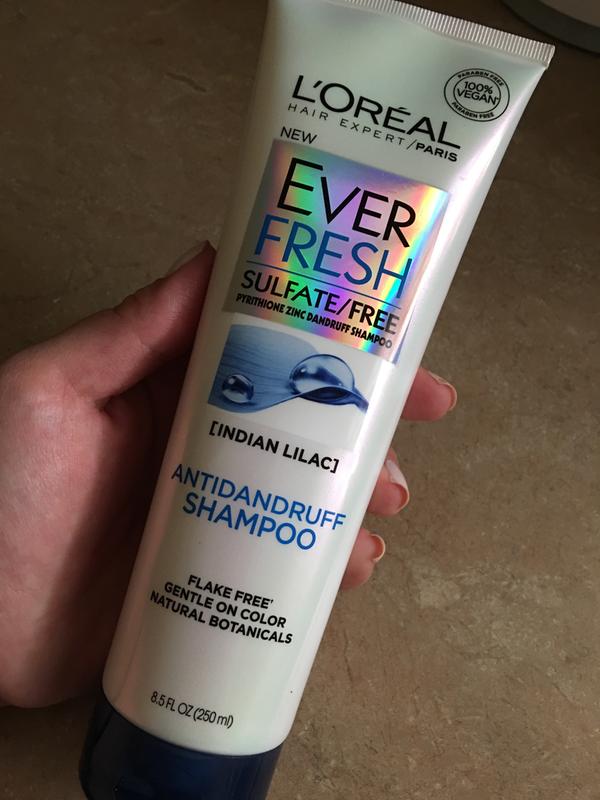 L'ORÉAL
HAIR EXPERT/PARIS
PARABEN FREE
100%
VEGAN*
PARABEN FREE
NEW
EVER
FRESH
SULFATE/FREE
PYRITHIONE ZINC DANDRUFF SHAMPOO
[INDIAN LILAC]
ANTIDANDRUFF
SHAMPOO
FLAKE FREE†
GENTLE ON COLOR
NATURAL BOTANICALS
8.5 FL OZ (250 ml)